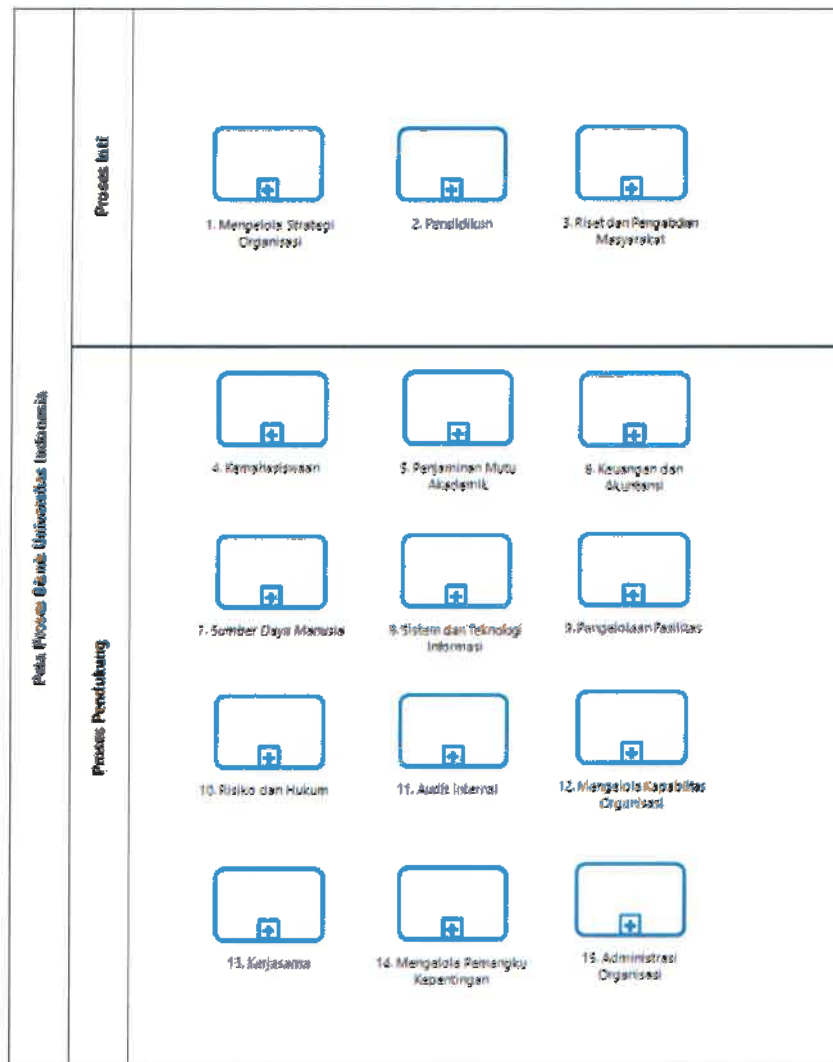 Peta Proses Bisnis Universitas Indonesia
Proses Inti
1. Mengelola Strategi
Organisasi
2. Pendidikan
3. Riset dan Pengabdian
Masyarakat
Proses Pendukung
4. Kemahasiswaan
5. Penjaminan Mutu
Akademik
6. Keuangan dan
Akuntansi
7. Sumber Daya Manusia
8. Sistem dan Teknologi
Informasi
9. Pengelolaan Fasilitas
10. Risiko dan Hukum
11. Audit Internal
12. Mengelola Kapabilitas
Organisasi
13. Kerjasama
14. Mengelola Pemangku
Kepentingan
15. Administrasi
Organisasi